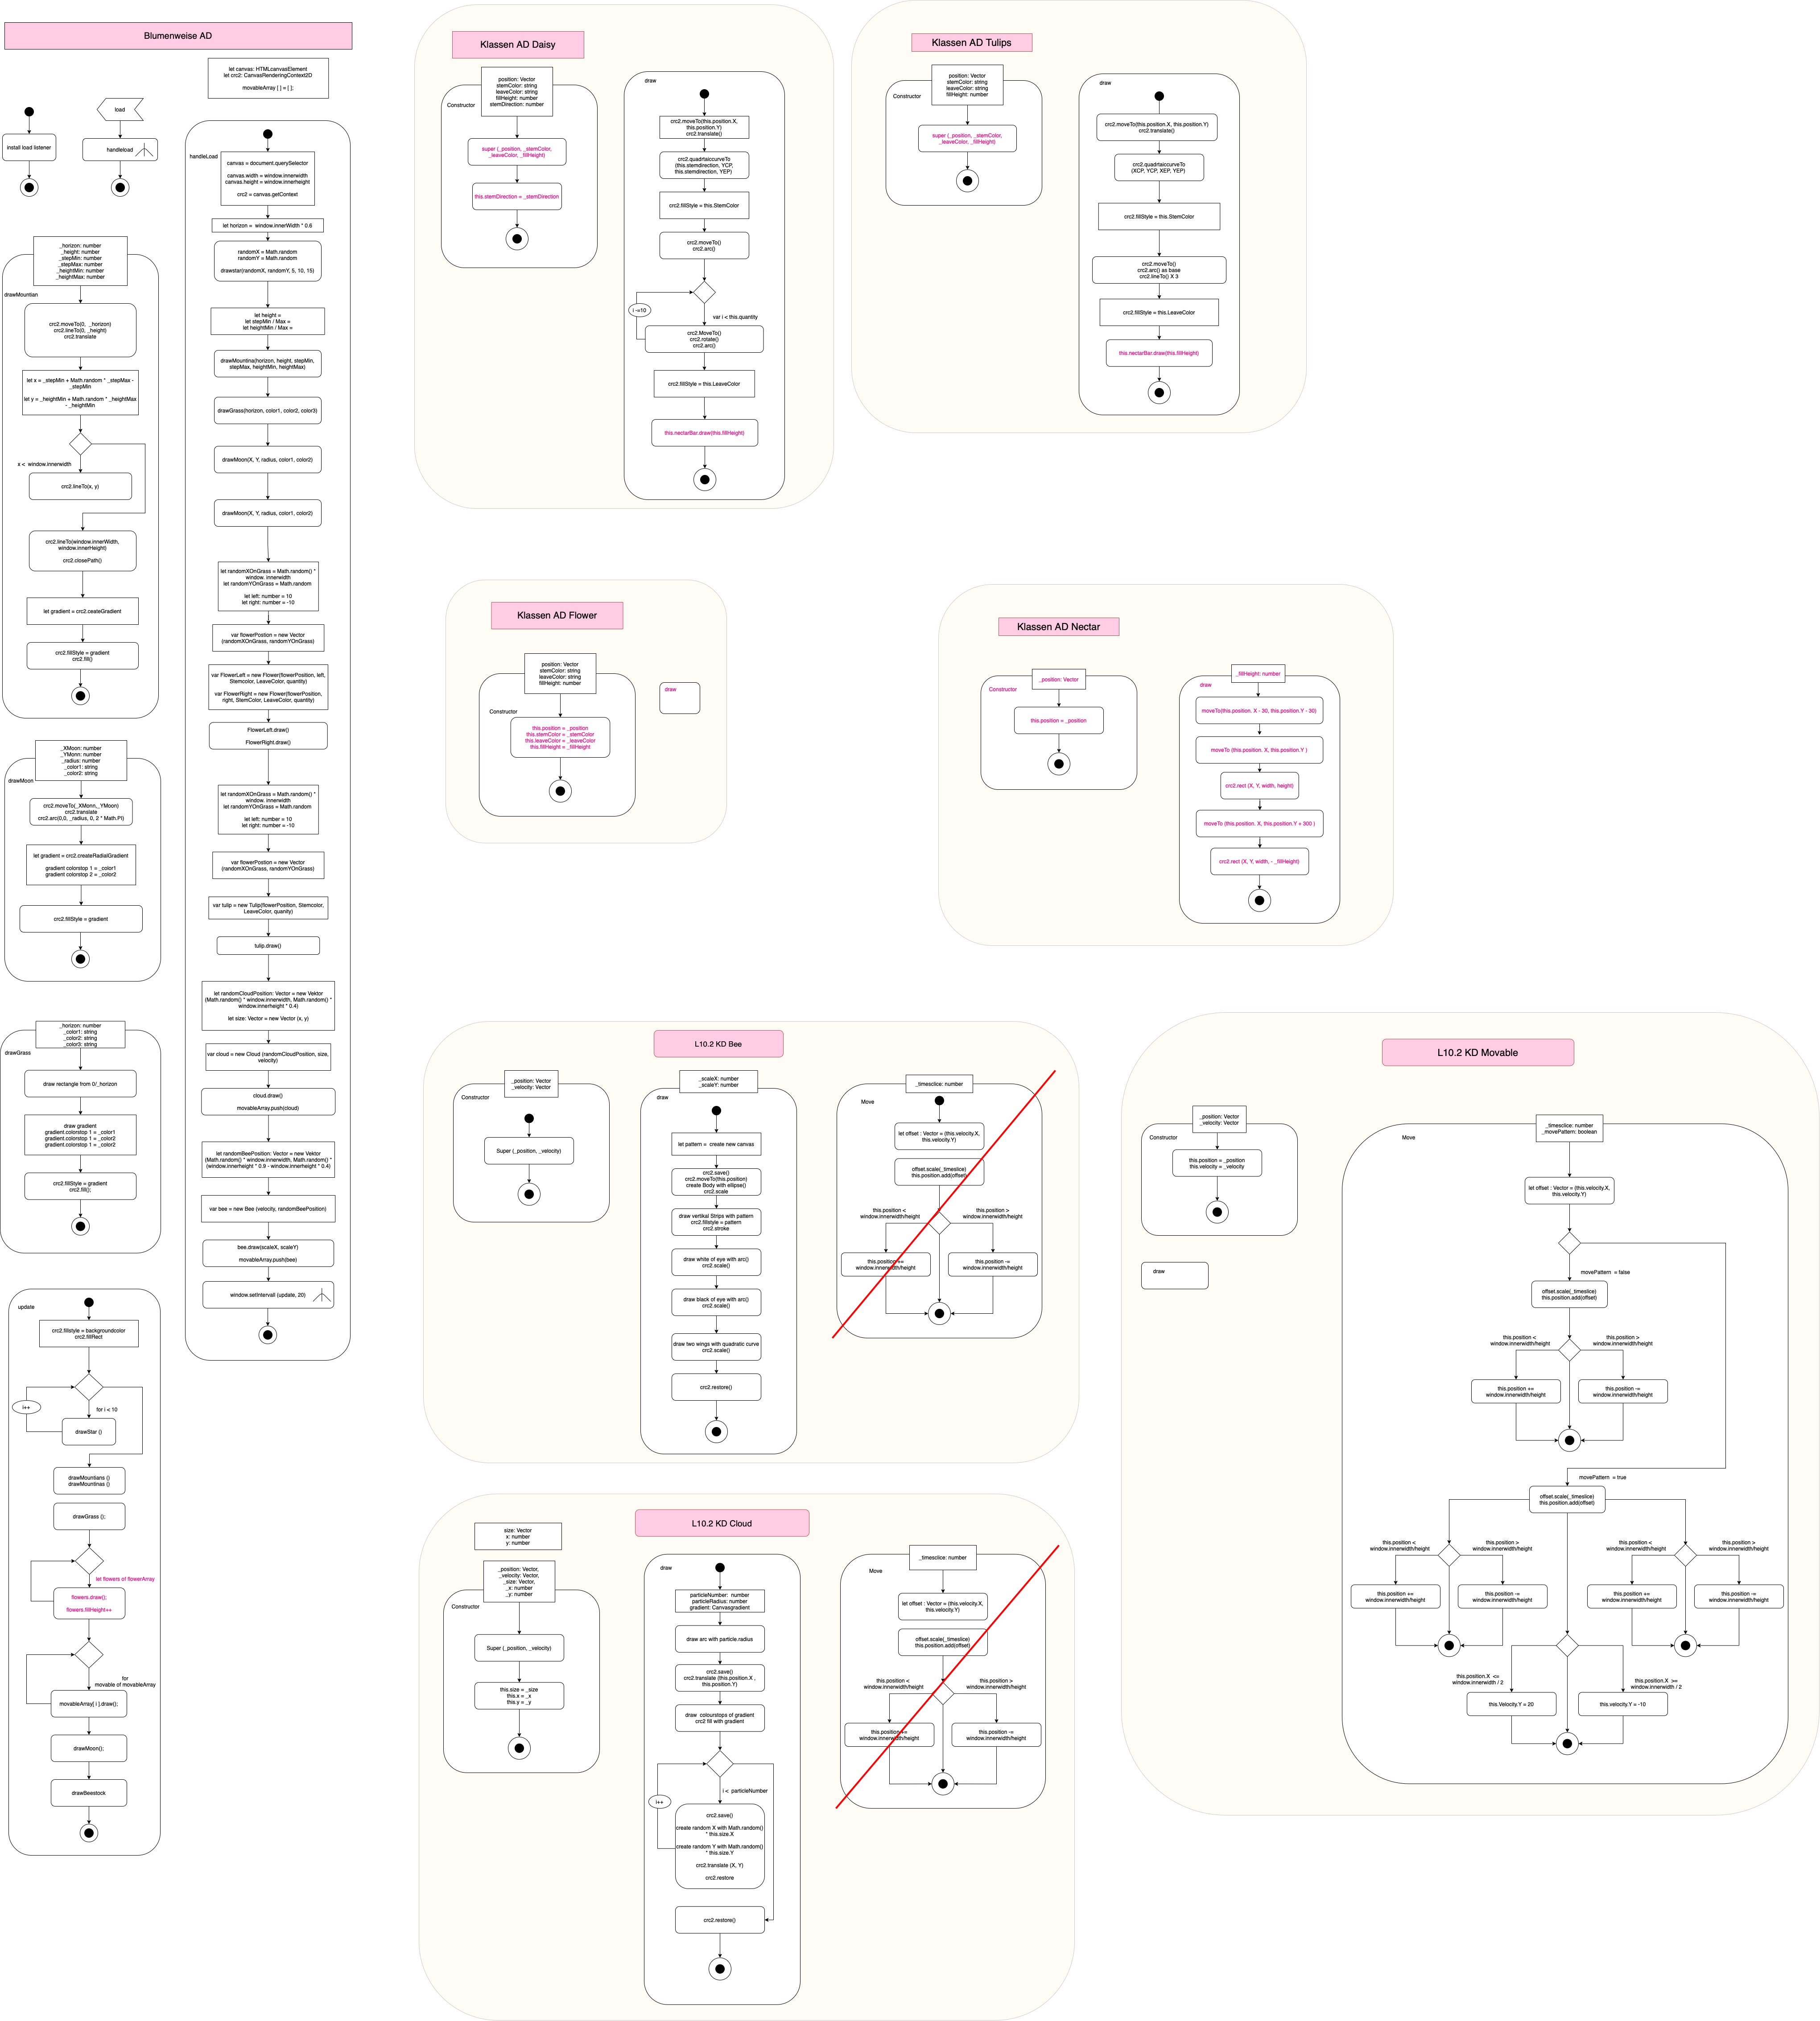 Blumenweise AD
let canvas: HTMLcanvasElement
let crc2: CanvasRenderingContext2D
movableArray [ ] = [ ];
install load listener
load
handleload
handleLoad
canvas = document.querySelector
canvas.width = window.innerwidth
canvas.height = window.innerheight
crc2 = canvas.getContext
let horizon = window.innerWidth * 0.6
randomX = Math.random
randomY = Math.random
drawstar(randomX, randomY, 5, 10, 15)
let height =
let stepMin / Max =
let heightMin / Max =
drawMountina(horizon, height, stepMin,
stepMax, heightMin, heightMax)
drawGrass(horizon, color1, color2, color3)
drawMoon(X, Y, radius, color1, color2)
drawMoon(X, Y, radius, color1, color2)
let randomXOnGrass = Math.random() *
window. innerwidth
let randomYOnGrass = Math.random
let left: number = 10
let right: number = -10
var flowerPostion = new Vector
(randomXOnGrass, randomYOnGrass)
var FlowerLeft = new Flower(flowerPosition, left,
Stemcolor, LeaveColor, quantity)
var FlowerRight = new Flower(flowerPosition,
right, StemColor, LeaveColor, quantity)
FlowerLeft.draw()
FlowerRight.draw()
let randomXOnGrass = Math.random() *
window. innerwidth
let randomYOnGrass = Math.random
let left: number = 10
let right: number = -10
var flowerPostion = new Vector
(randomXOnGrass, randomYOnGrass)
var tulip = new Tulip(flowerPosition, Stemcolor,
LeaveColor, quanity)
tulip.draw()
let randomCloudPosition: Vector = new Vektor
(Math.random() * window.innerwidth, Math.random() *
window.innerheight * 0.4)
let size: Vector = new Vector (x, y)
var cloud = new Cloud (randomCloudPosition, size,
velocity)
cloud.draw()
movableArray.push(cloud)
let randomBeePosition: Vector = new Vektor
(Math.random() * window.innerwidth, Math.random() *
(window.innerheight * 0.9 - window.innerheight * 0.4)
var bee = new Bee (velocity, randomBeePosition)
bee.draw(scaleX, scaleY)
movableArray.push(bee)
window.setIntervall (update, 20)
_horizon: number
_height: number
_stepMin: number
_stepMax: number
_heightMin: number
_heightMax: number
drawMountian
crc2.moveTo(0, _horizon)
crc2.lineTo(0, _height)
crc2.translate
let x = _stepMin + Math.random * _stepMax -
_stepMin
let y = _heightMin + Math.random * _heightMax
- _heightMin
x < window.innerwidth
crc2.lineTo(x, y)
crc2.lineTo(window.innerWidth,
window.innerHeight)
crc2.closePath()
let gradient = crc2.ceateGradient
crc2.fillStyle = gradient
crc2.fill()
_XMoon: number
_YMonn: number
_radius: number
_color1: string
_color2: string
drawMoon
crc2.moveTo(_XMonn,_YMoon)
crc2.translate
crc2.arc(0,0, _radius, 0, 2 * Math.PI)
let gradient = crc2.createRadialGradient
gradient colorstop 1 = _color1
gradient colorstop 2 = _color2
crc2.fillStyle = gradient
_horizon: number
_color1: string
_color2: string
_color3: string
drawGrass
draw rectangle from 0/_horizon
draw gradient
gradient.colorstop 1 = _color1
gradient.colorstop 1 = _color2
gradient.colorstop 1 = _color2
crc2.fillStyle = gradient
crc2.fill();
update
crc2.fillstyle = backgroundcolor
crc2.fillRect
i++
for i < 10
drawStar ()
drawMountians ()
drawMountinas ()
drawGrass ();
let flowers of flowerArray
flowers.draw();
flowers.fillHeight++
for
movable of movableArray
movableArray[ i ].draw();
drawMoon();
drawBeestock
Klassen AD Daisy
position: Vector
stemColor: string
leaveColor: string
fillHeight: number
stemDirection: number
Constructor
super (_position, _stemColor,
_leaveColor, _fillHeight)
this.stemDirection = _stemDirection
draw
crc2.moveTo(this.position.X,
this.position.Y)
crc2.translate()
crc2.quadrtaiccurveTo
(this.stemdirection, YCP,
this.stemdirection, YEP)
crc2.fillStyle = this.StemColor
crc2.moveTo()
crc2.arc()
i -=10
var i < this.quantity
crc2.MoveTo()
crc2.rotate()
crc2.arc()
crc2.fillStyle = this.LeaveColor
this.nectarBar.draw(this.fillHeight)
Klassen AD Tulips
position: Vector
stemColor: string
leaveColor: string
fillHeight: number
Constructor
super (_position, _stemColor,
_leaveColor, _fillHeight)
draw
crc2.moveTo(this.position.X, this.position.Y)
crc2.translate()
crc2.quadrtaiccurveTo
(XCP, YCP, XEP, YEP)
crc2.fillStyle = this.StemColor
crc2.moveTo()
crc2.arc() as base
crc2.lineTo() X 3
crc2.fillStyle = this.LeaveColor
this.nectarBar.draw(this.fillHeight)
Klassen AD Flower
position: Vector
stemColor: string
leaveColor: string
fillHeight: number
Constructor
this.position = _position
this.stemColor = _stemColor
this.leaveColor = _leaveColor
this.fillHeight = _fillHeight
draw
Klassen AD Nectar
_position: Vector
Constructor
this.position = _position
_fillHeight: number
draw
moveTo(this.position. X - 30, this.position.Y - 30)
moveTo (this.position. X, this.position.Y )
crc2.rect (X, Y, width, height)
moveTo (this.position. X, this.position.Y + 300 )
crc2.rect (X, Y, width, - _fillHeight)
L10.2 KD Bee
_position: Vector
_velocity: Vector
Constructor
Super (_position, _velocity)
_scaleX: number
_scaleY: number
draw
let pattern = create new canvas
crc2.save()
crc2.moveTo(this.position)
create Body with ellipse()
crc2.scale
draw vertikal Strips with pattern
crc2.fillstyle = pattern
crc2.stroke
draw white of eye with arc()
crc2.scale()
draw black of eye with arc()
crc2.scale()
draw two wings with quadratic curve
crc2.scale()
crc2.restore()
_timesclice: number
Move
let offset : Vector = (this.velocity.X,
this.velocity.Y)
offset.scale(_timeslice)
this.position.add(offset)
this.position <
window.innerwidth/height
this.position >
window.innerwidth/height
this.position +=
window.innerwidth/height
this.position -=
window.innerwidth/height
L10.2 KD Cloud
size: Vector
x: number
y: number
_position: Vector,
_velocity: Vector,
_size: Vector,
_x: number
_y: number
Constructor
Super (_position, _velocity)
this.size = _size
this.x = _x
this.y = _y
draw
particleNumber: number
particleRadius: number
gradient: Canvasgradient
draw arc with particle.radius
crc2.save()
crc2.translate (this.position.X ,
this.position.Y)
draw colourstops of gradient
crc2 fill with gradient
i++
i < particleNumber
crc2.save()
create random X with Math.random()
* this.size.X
create random Y with Math.random()
* this.size.Y
crc2.translate (X, Y)
crc2.restore
crc2.restore()
_timesclice: number
Move
let offset : Vector = (this.velocity.X,
this.velocity.Y)
offset.scale(_timeslice)
this.position.add(offset)
this.position <
window.innerwidth/height
this.position >
window.innerwidth/height
this.position +=
window.innerwidth/height
this.position -=
window.innerwidth/height
L10.2 KD Movable
_position: Vector
_velocity: Vector
Constructor
this.position = _position
this.velocity = _velocity
draw
_timesclice: number
_movePattern: boolean
Move
let offset : Vector = (this.velocity.X,
this.velocity.Y)
movePattern = false
offset.scale(_timeslice)
this.position.add(offset)
this.position <
window.innerwidth/height
this.position >
window.innerwidth/height
this.position +=
window.innerwidth/height
this.position -=
window.innerwidth/height
movePattern = true
offset.scale(_timeslice)
this.position.add(offset)
this.position <
window.innerwidth/height
this.position >
window.innerwidth/height
this.position <
window.innerwidth/height
this.position >
window.innerwidth/height
this.position +=
window.innerwidth/height
this.position -=
window.innerwidth/height
this.position +=
window.innerwidth/height
this.position -=
window.innerwidth/height
this.position.X <=
window.innerwidth / 2
this.position.X >=
window.innerwidth / 2
this.Velocity.Y = 20
this.velocity.Y = -10